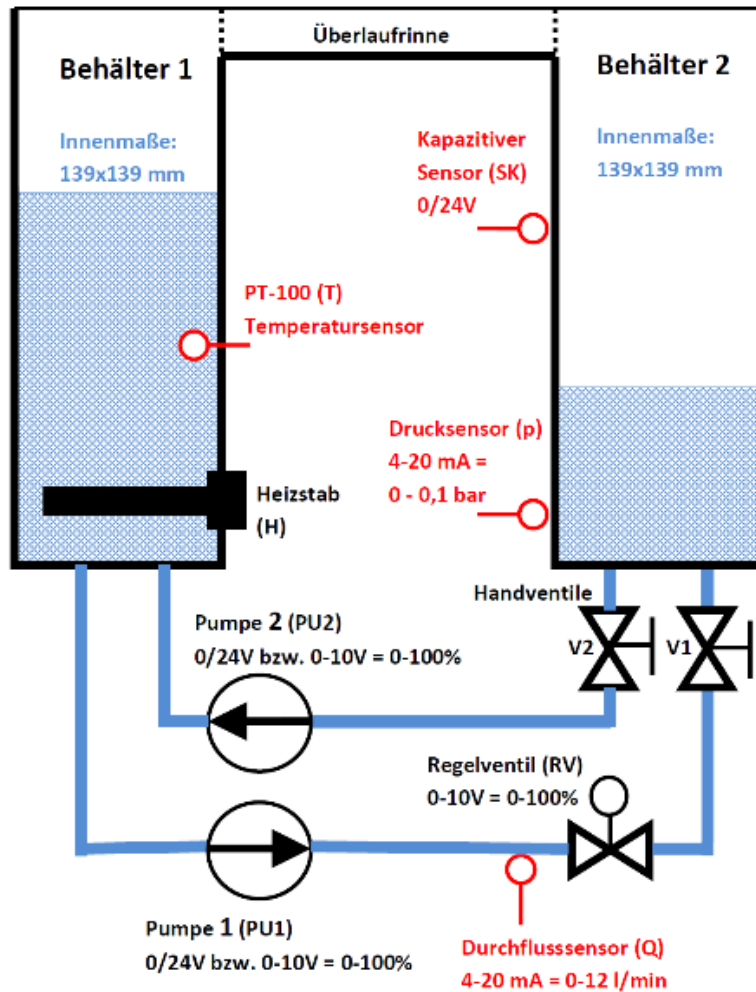 Überlaufrinne
Behälter 1
Behälter 2
Innenmaße:
139x139 mm
Kapazitiver
Sensor (SK)
0/24V
Innenmaße:
139x139 mm
PT-100 (T)
Temperatursensor
Drucksensor (p)
4-20 mA =
0 - 0,1 bar
Heizstab
(H)
Handventile
V2
V1
Pumpe 2 (PU2)
0/24V bzw. 0-10V = 0-100%
Regelventil (RV)
0-10V = 0-100%
Pumpe 1 (PU1)
0/24V bzw. 0-10V = 0-100%
Durchflusssensor (Q)
4-20 mA = 0-12 l/min